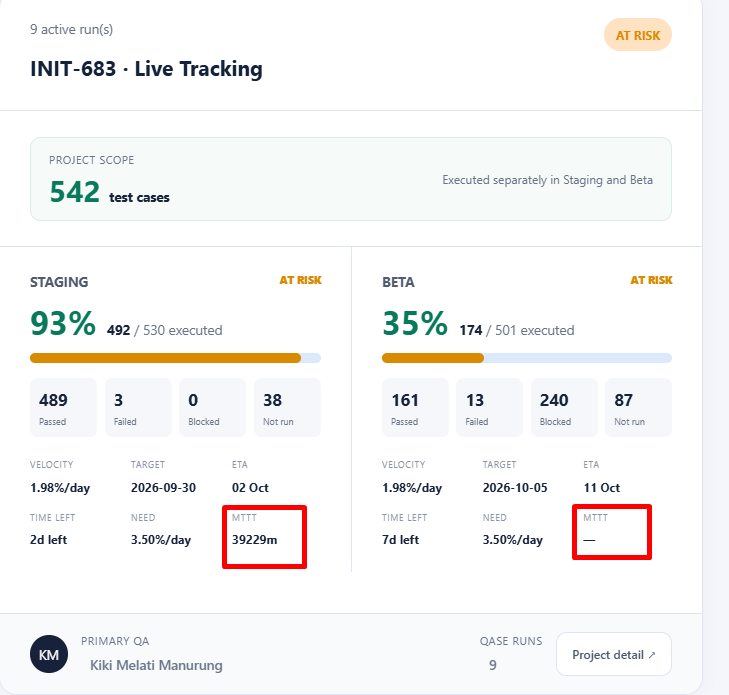 9 active run(s)
AT RISK
INIT-683 · Live Tracking
PROJECT SCOPE
542 test cases
Executed separately in Staging and Beta
STAGING
AT RISK
93% 492 / 530 executed
489
Passed
3
Failed
0
Blocked
38
Not run
VELOCITY
1.98%/day
TARGET
2026-09-30
ETA
02 Oct
TIME LEFT
2d left
NEED
3.50%/day
MTTT
39229m
BETA
AT RISK
35% 174 / 501 executed
161
Passed
13
Failed
240
Blocked
87
Not run
VELOCITY
1.98%/day
TARGET
2026-10-05
ETA
11 Oct
TIME LEFT
7d left
NEED
3.50%/day
MTTT
—
KM
PRIMARY QA
Kiki Melati Manurung
QASE RUNS
9
Project detail ↗